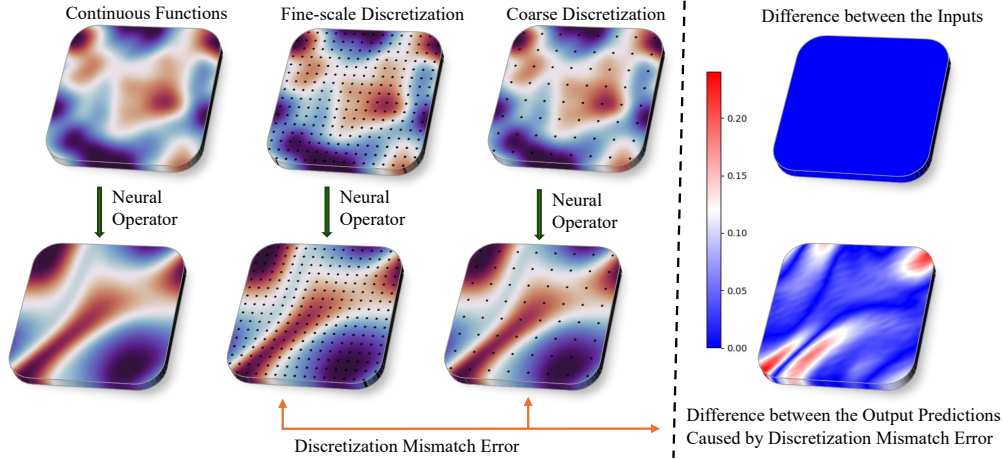 Continuous Functions
Fine-scale Discretization
Coarse Discretization
Difference between the Inputs
Neural
Operator
Neural
Operator
Neural
Operator
0.20
0.15
0.10
0.05
0.00
Discretization Mismatch Error
Difference between the Output Predictions
Caused by Discretization Mismatch Error